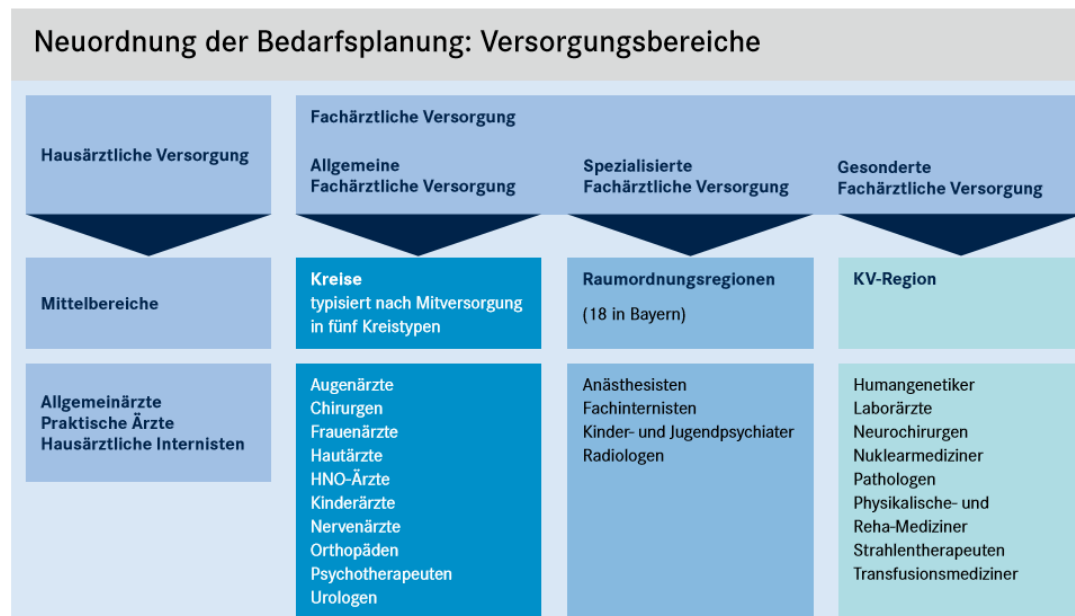 Neuordnung der Bedarfsplanung: Versorgungsbereiche
Hausärztliche Versorgung
Fachärztliche Versorgung
Allgemeine
Fachärztliche Versorgung
Spezialisierte
Fachärztliche Versorgung
Gesonderte
Fachärztliche Versorgung
Mittelbereiche
Kreise
typisiert nach Mitversorgung
in fünf Kreistypen
Raumordnungsregionen
(18 in Bayern)
KV-Region
Allgemeinärzte
Praktische Ärzte
Hausärztliche Internisten
Augenärzte
Chirurgen
Frauenärzte
Hautärzte
HNO-Ärzte
Kinderärzte
Nervenärzte
Orthopäden
Psychotherapeuten
Urologen
Anästhesisten
Fachinternisten
Kinder- und Jugendpsychiater
Radiologen
Humangenetiker
Laborärzte
Neurochirurgen
Nuklearmediziner
Pathologen
Physikalische- und
Reha-Mediziner
Strahlentherapeuten
Transfusionsmediziner